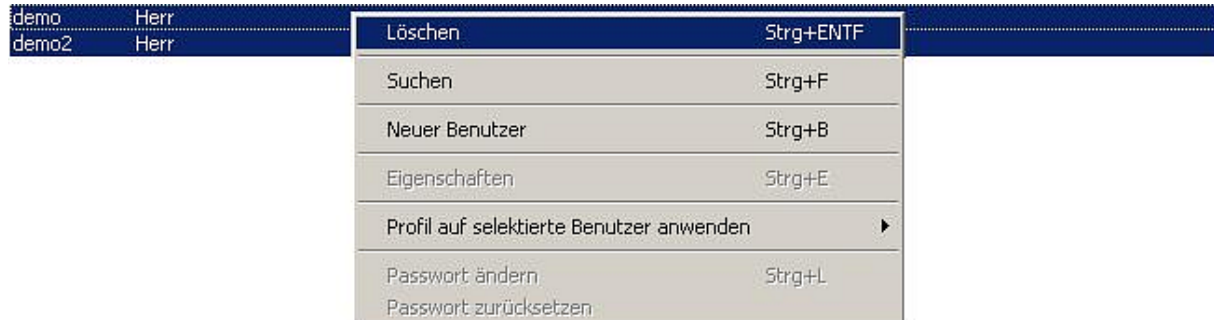 demo Herr
demo2 Herr
Löschen Strg+ENTF
Suchen Strg+F
Neuer Benutzer Strg+B
Eigenschaften Strg+E
Profil auf selektierte Benutzer anwenden
Passwort ändern Strg+L
Passwort zurücksetzen